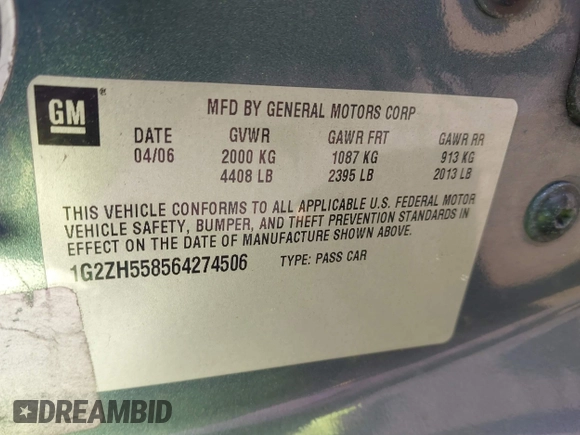 GM ®
MFD BY GENERAL MOTORS CORP
DATE GVWR GAWR FRT GAWR RR
04/06 2000 KG 1087 KG 913 KG
4408 LB 2395 LB 2013 LB
THIS VEHICLE CONFORMS TO ALL APPLICABLE U.S. FEDERAL MOTOR
VEHICLE SAFETY, BUMPER, AND THEFT PREVENTION STANDARDS IN
EFFECT ON THE DATE OF MANUFACTURE SHOWN ABOVE.
1G2ZH558564274506 TYPE: PASS CAR
DREAMBID